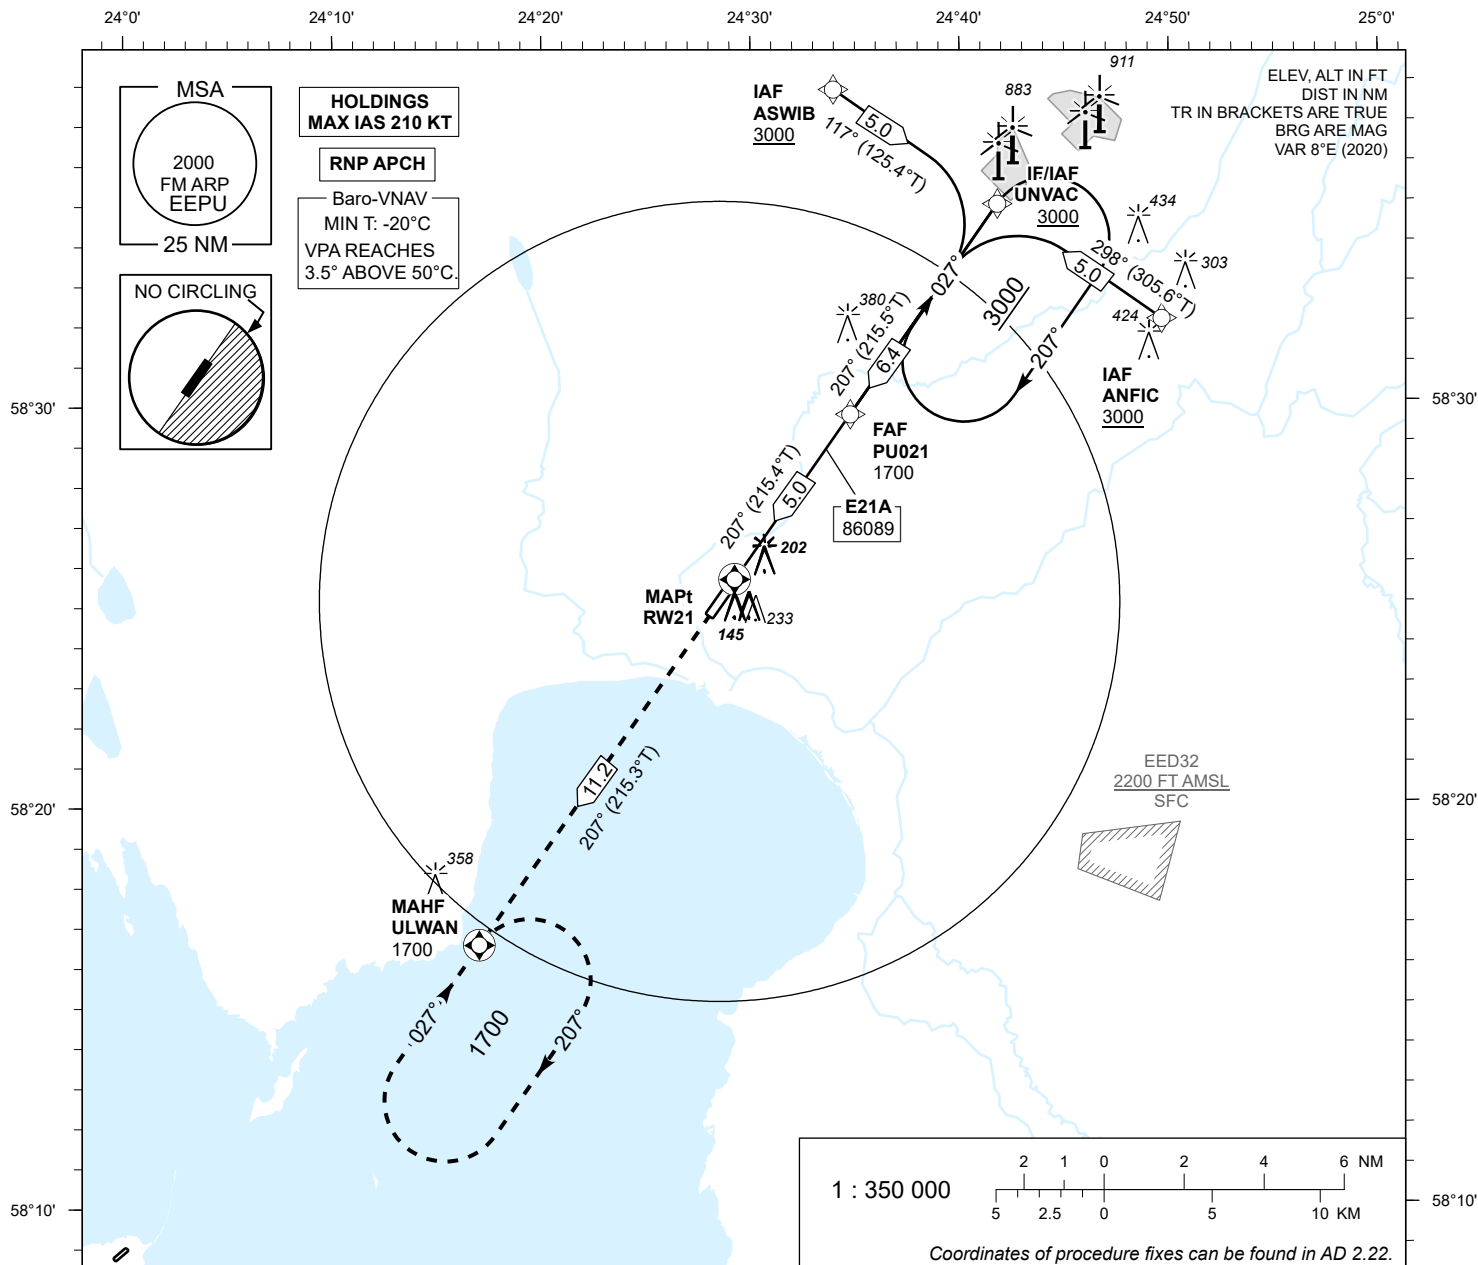 24°0'
24°10'
24°20'
24°30'
24°40'
24°50'
25°0'
MSA
2000
FM ARP
EEPU
25 NM
HOLDINGS
MAX IAS 210 KT
RNP APCH
Baro-VNAV
MIN T: -20°C
VPA REACHES
3.5° ABOVE 50°C.
NO CIRCLING
IAF
ASWIB
3000
5.0
117° (125.4°T)
883
911
ELEV, ALT IN FT
DIST IN NM
TR IN BRACKETS ARE TRUE
BRG ARE MAG
VAR 8°E (2020)
IF/IAF
UNVAC
3000
434
303
298° (305.6°T)
5.0
424
IAF
ANFIC
3000
027°
3000
207°
380
207° (215.5°T)
6.4
58°30'
58°30'
FAF
PU021
1700
207° (215.4°T)
5.0
E21A
86089
202
MAPt
RW21
145
233
11.2
207° (215.3°T)
EED32
2200 FT AMSL
SFC
58°20'
58°20'
358
MAHF
ULWAN
1700
027°
1700
207°
1 : 350 000
2 1 0 2 4 6 NM
5 2.5 0 5 10 KM
58°10'
58°10'
Coordinates of procedure fixes can be found in AD 2.22.